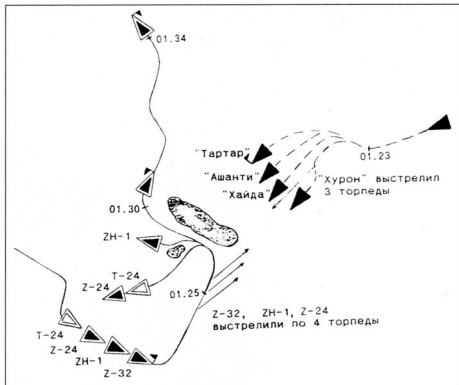 01.34
"Тартар"
01.23
"Ашанти"
"Хурон" выстрелил
3 торпеды
"Хайда"
01.30
ZH-1
T-24
Z-24
01.25
Z-32, ZH-1, Z-24
выстрелили по 4 торпеды
T-24
Z-24
ZH-1
Z-32